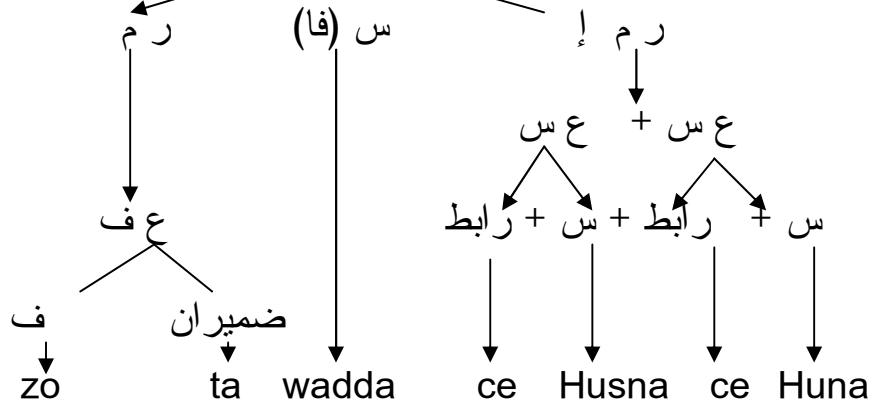 ر م إ س (فا) ر م
ع س + ع س
س + رابط + س + رابط ع ف
ضميران ف
zo ta wadda ce Husna ce Huna